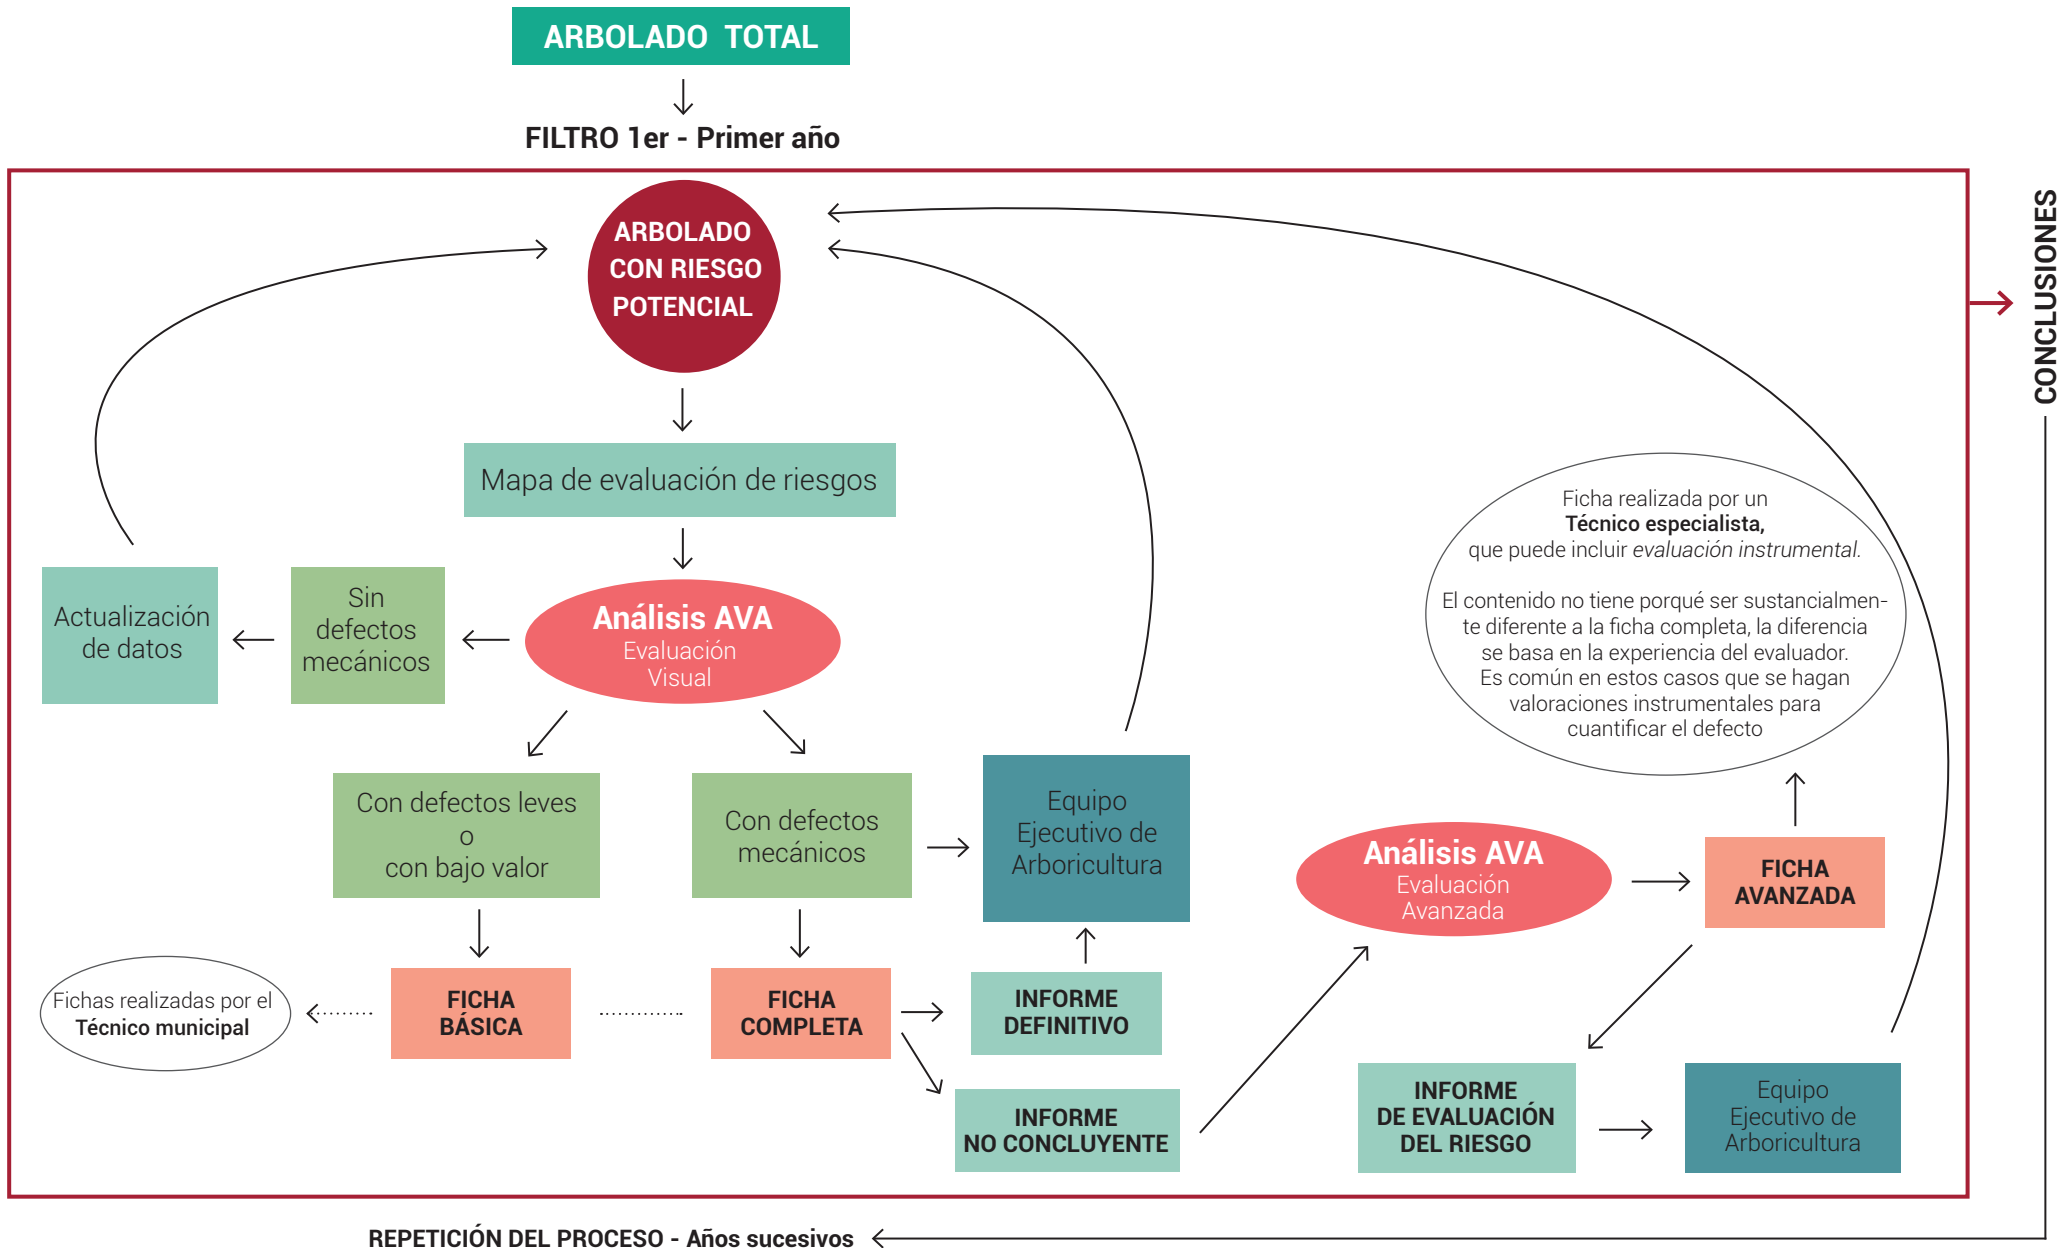 ARBOLADO TOTAL
FILTRO 1er - Primer año
ARBOLADO
CON RIESGO
POTENCIAL
CONCLUSIONES
Mapa de evaluación de riesgos
Ficha realizada por un
Técnico especialista,
que puede incluir evaluación instrumental.
El contenido no tiene porqué ser sustancialmen-
te diferente a la ficha completa, la diferencia
se basa en la experiencia del evaluador.
Es común en estos casos que se hagan
valoraciones instrumentales para
cuantificar el defecto
Actualización
de datos
Sin
defectos
mecánicos
Análisis AVA
Evaluación
Visual
Con defectos leves
o
con bajo valor
Con defectos
mecánicos
Equipo
Ejecutivo de
Arboricultura
Análisis AVA
Evaluación
Avanzada
FICHA
AVANZADA
Fichas realizadas por el
Técnico municipal
FICHA
BÁSICA
FICHA
COMPLETA
INFORME
DEFINITIVO
INFORME
NO CONCLUYENTE
INFORME
DE EVALUACIÓN
DEL RIESGO
Equipo
Ejecutivo de
Arboricultura
REPETICIÓN DEL PROCESO - Años sucesivos